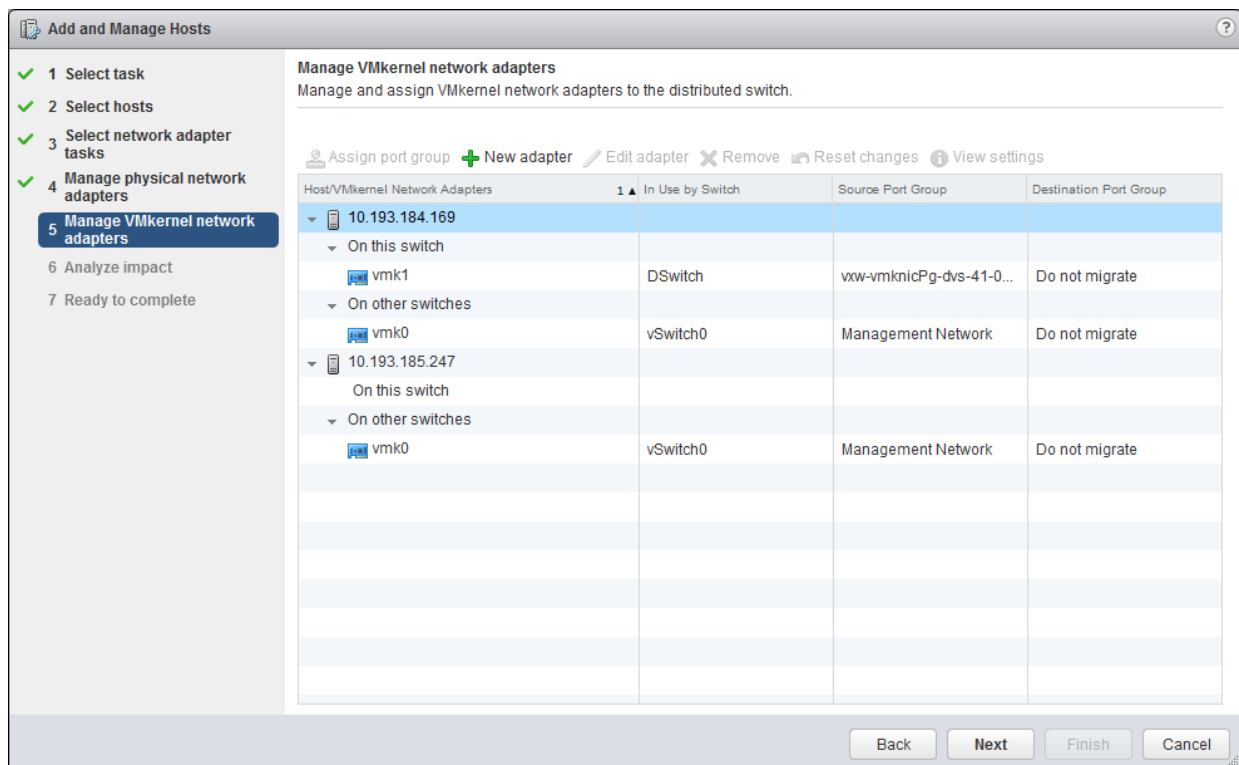 Add and Manage Hosts
?
1 Select task
2 Select hosts
3 Select network adapter
tasks
4 Manage physical network
adapters
5 Manage VMkernel network
adapters
6 Analyze impact
7 Ready to complete
Manage VMkernel network adapters
Manage and assign VMkernel network adapters to the distributed switch.
Assign port group New adapter Edit adapter Remove Reset changes View settings
Host/VMkernel Network Adapters 1 ▲ In Use by Switch Source Port Group Destination Port Group
10.193.184.169
On this switch
vmk1 DSwitch vxw-vmknicPg-dvs-41-0... Do not migrate
On other switches
vmk0 vSwitch0 Management Network Do not migrate
10.193.185.247
On this switch
On other switches
vmk0 vSwitch0 Management Network Do not migrate
Back Next Finish Cancel